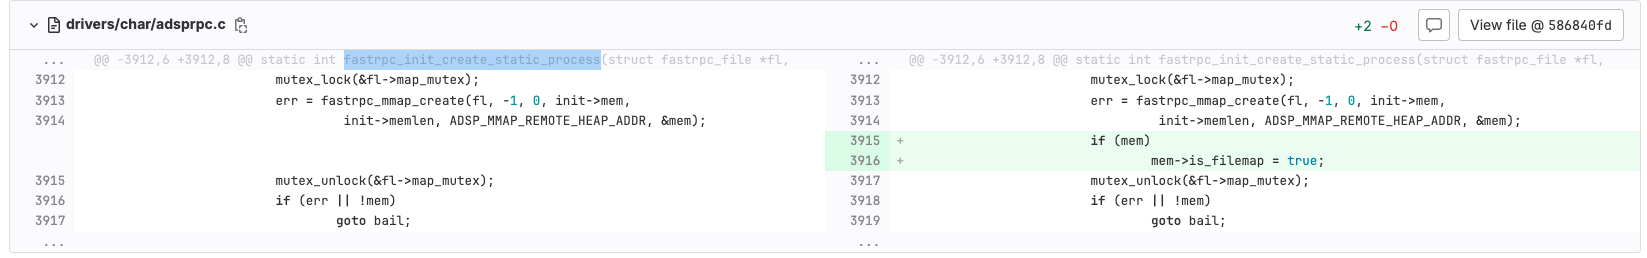 drivers/char/adsprpc.c +2 −0 View file @ 586840fd
... @@ -3912,6 +3912,8 @@ static int fastrpc_init_create_static_process(struct fastrpc_file *fl,
3912 mutex_lock(&fl->map_mutex);
3913 err = fastrpc_mmap_create(fl, -1, 0, init->mem,
3914 init->memlen, ADSP_MMAP_REMOTE_HEAP_ADDR, &mem);
3915 mutex_unlock(&fl->map_mutex);
3916 if (err || !mem)
3917 goto bail;
...
... @@ -3912,6 +3912,8 @@ static int fastrpc_init_create_static_process(struct fastrpc_file *fl,
3912 mutex_lock(&fl->map_mutex);
3913 err = fastrpc_mmap_create(fl, -1, 0, init->mem,
3914 init->memlen, ADSP_MMAP_REMOTE_HEAP_ADDR, &mem);
3915 + if (mem)
3916 + mem->is_filemap = true;
3917 mutex_unlock(&fl->map_mutex);
3918 if (err || !mem)
3919 goto bail;
...